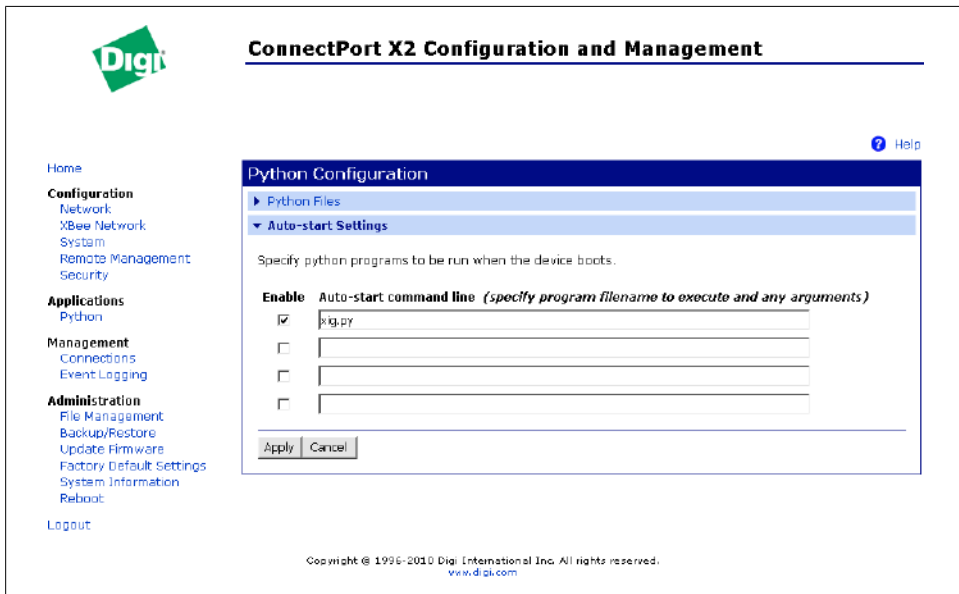 Digi
ConnectPort X2 Configuration and Management
? Help
Home
Configuration
Network
XBee Network
System
Remote Management
Security
Applications
Python
Management
Connections
Event Logging
Administration
File Management
Backup/Restore
Update Firmware
Factory Default Settings
System Information
Reboot
Logout
Python Configuration
Python Files
Auto-start Settings
Specify python programs to be run when the device boots.
Enable Auto-start command line (specify program filename to execute and any arguments)
xig.py
Apply Cancel
Copyright © 1996-2010 Digi International Inc. All rights reserved.
www.digi.com